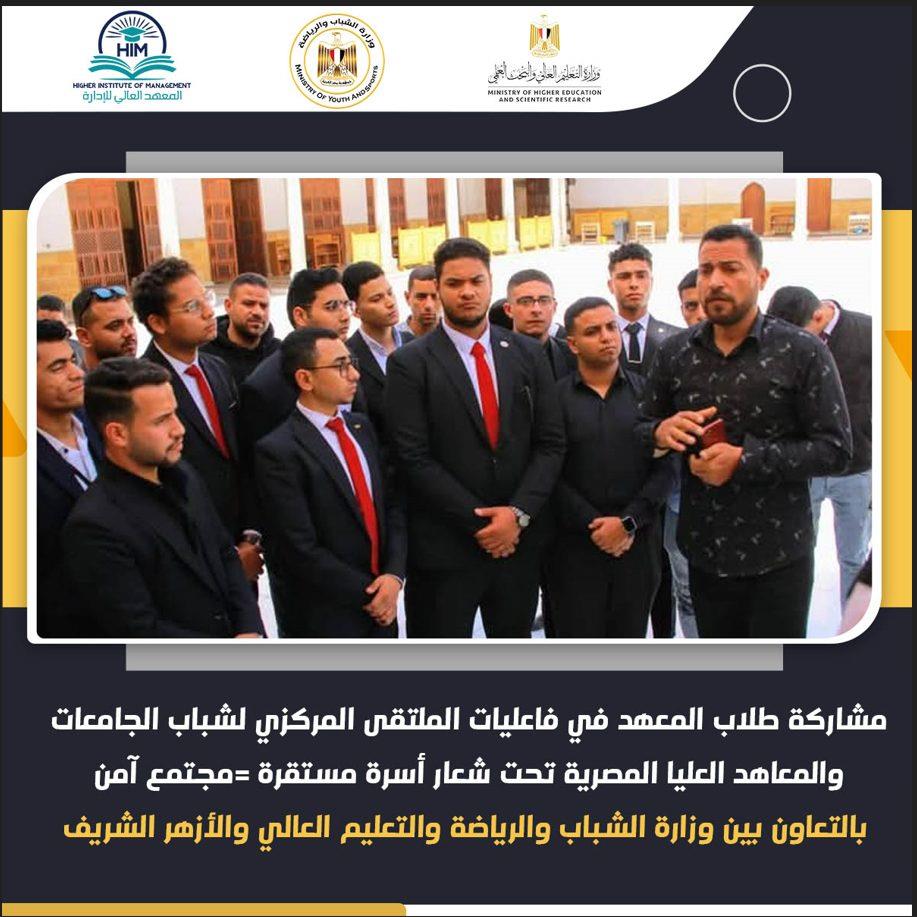 HIM
HIGHER INSTITUTE OF MANAGEMENT
المعهد العالي للإدارة
وزارة الشباب والرياضة
MINISTRY OF YOUTH AND SPORTS
وزارة التعليم العالي والبحث العلمي
MINISTRY OF HIGHER EDUCATION
AND SCIENTIFIC RESEARCH
مشاركة طلاب المعهد في فاعليات الملتقى المركزي لشباب الجامعات
والمعاهد العليا المصرية تحت شعار أسرة مستقرة =مجتمع آمن
بالتعاون بين وزارة الشباب والرياضة والتعليم العالي والأزهر الشريف